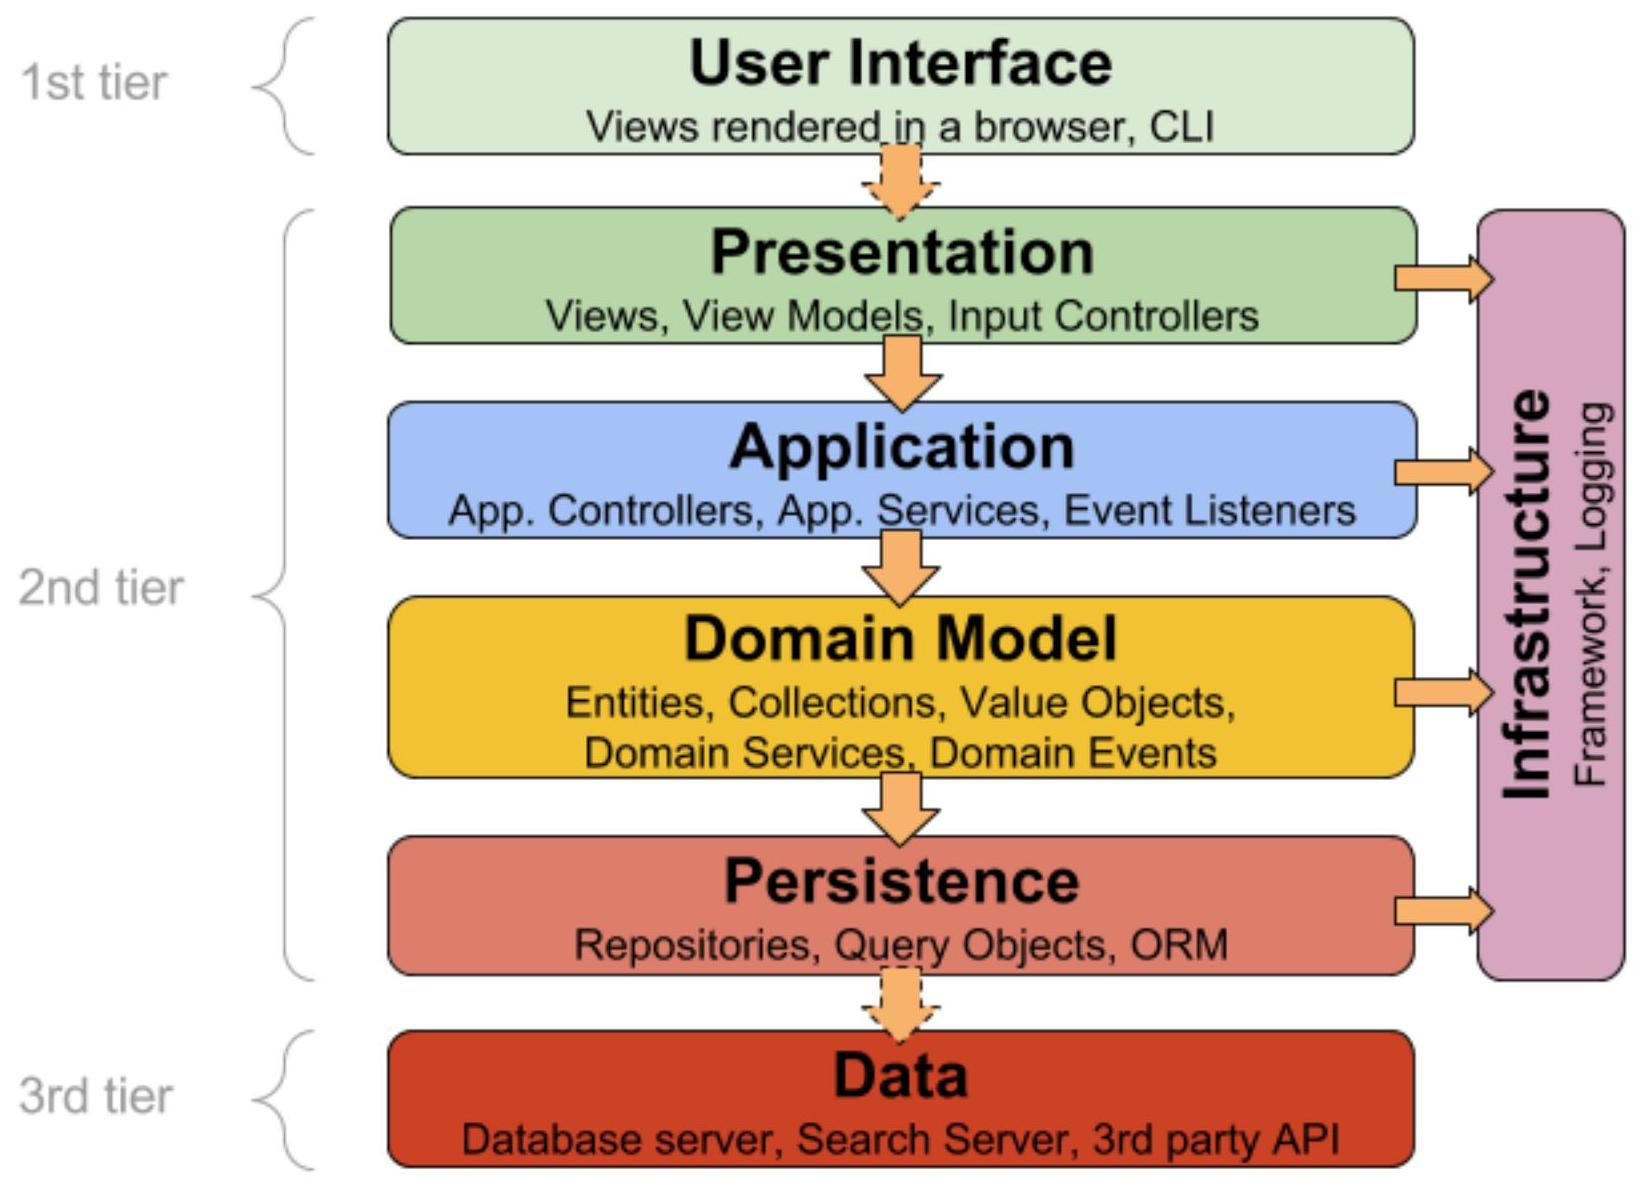 1st tier
User Interface
Views rendered in a browser, CLI
2nd tier
Presentation
Views, View Models, Input Controllers
Application
App. Controllers, App. Services, Event Listeners
Domain Model
Entities, Collections, Value Objects,
Domain Services, Domain Events
Persistence
Repositories, Query Objects, ORM
Infrastructure
Framework, Logging
3rd tier
Data
Database server, Search Server, 3rd party API